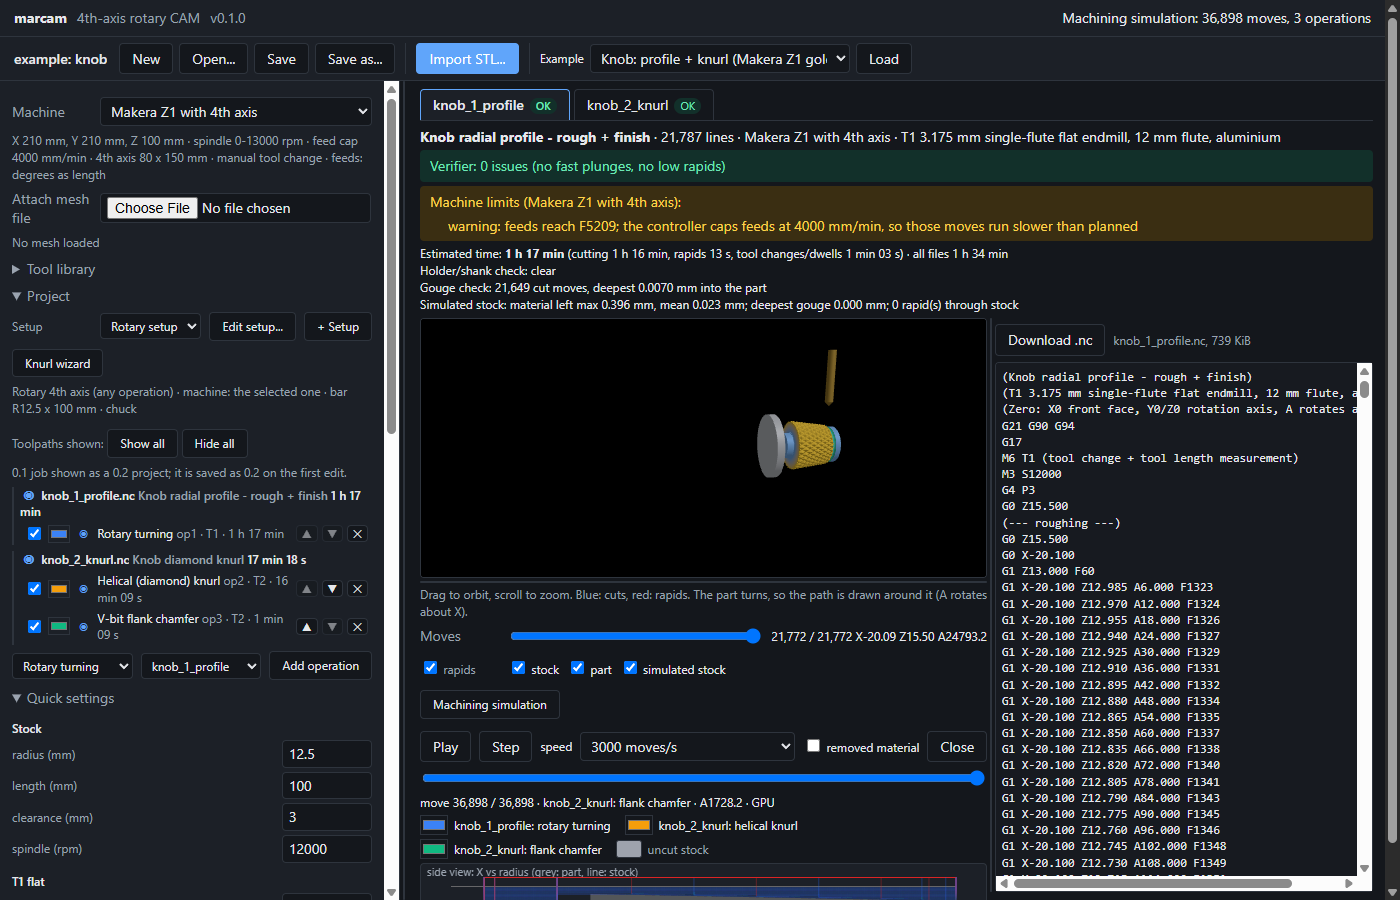 marcam 4th-axis rotary CAM v0.1.0
Machining simulation: 36,898 moves, 3 operations
example: knob New Open... Save Save as... Import STL... Example Knob: profile + knurl (Makera Z1 gol Load
Machine Makera Z1 with 4th axis
X 210 mm, Y 210 mm, Z 100 mm · spindle 0-13000 rpm · feed cap
4000 mm/min · 4th axis 80 x 150 mm · manual tool change · feeds:
degrees as length
Attach mesh
file
Choose File No file chosen
No mesh loaded
▶ Tool library
▼ Project
Setup Rotary setup Edit setup... + Setup
Knurl wizard
Rotary 4th axis (any operation) · machine: the selected one · bar
R12.5 x 100 mm · chuck
Toolpaths shown: Show all Hide all
0.1 job shown as a 0.2 project; it is saved as 0.2 on the first edit.
knob_1_profile.nc Knob radial profile - rough + finish 1 h 17
min
Rotary turning op1 · T1 · 1 h 17 min ▲ ▼ ✕
knob_2_knurl.nc Knob diamond knurl 17 min 18 s
Helical (diamond) knurl op2 · T2 · 16
min 09 s ▲ ▼ ✕
V-bit flank chamfer op3 · T2 · 1 min
09 s ▲ ▼ ✕
Rotary turning knob_1_profile Add operation
▼ Quick settings
Stock
radius (mm) 12.5
length (mm) 100
clearance (mm) 3
spindle (rpm) 12000
T1 flat
knob_1_profile OK knob_2_knurl OK
Knob radial profile - rough + finish · 21,787 lines · Makera Z1 with 4th axis · T1 3.175 mm single-flute flat endmill, 12 mm flute, aluminium
Verifier: 0 issues (no fast plunges, no low rapids)
Machine limits (Makera Z1 with 4th axis):
warning: feeds reach F5209; the controller caps feeds at 4000 mm/min, so those moves run slower than planned
Estimated time: 1 h 17 min (cutting 1 h 16 min, rapids 13 s, tool changes/dwells 1 min 03 s) · all files 1 h 34 min
Holder/shank check: clear
Gouge check: 21,649 cut moves, deepest 0.0070 mm into the part
Simulated stock: material left max 0.396 mm, mean 0.023 mm; deepest gouge 0.000 mm; 0 rapid(s) through stock
Drag to orbit, scroll to zoom. Blue: cuts, red: rapids. The part turns, so the path is drawn around it (A rotates
about X).
Moves 21,772 / 21,772 X-20.09 Z15.50 A24793.2
rapids stock part simulated stock
Machining simulation
Play Step speed 3000 moves/s removed material Close
move 36,898 / 36,898 · knob_2_knurl: flank chamfer · A1728.2 · GPU
knob_1_profile: rotary turning knob_2_knurl: helical knurl
knob_2_knurl: flank chamfer uncut stock
side view: X vs radius (grey: part, line: stock)
Download .nc knob_1_profile.nc, 739 KiB
(Knob radial profile - rough + finish)
(T1 3.175 mm single-flute flat endmill, 12 mm flute, a
(Zero: X0 front face, Y0/Z0 rotation axis, A rotates a
G21 G90 G94
G17
M6 T1 (tool change + tool length measurement)
M3 S12000
G4 P3
G0 Z15.500
(--- roughing ---)
G0 Z15.500
G0 X-20.100
G1 Z13.000 F60
G1 X-20.100 Z12.985 A6.000 F1323
G1 X-20.100 Z12.970 A12.000 F1324
G1 X-20.100 Z12.955 A18.000 F1326
G1 X-20.100 Z12.940 A24.000 F1327
G1 X-20.100 Z12.925 A30.000 F1329
G1 X-20.100 Z12.910 A36.000 F1331
G1 X-20.100 Z12.895 A42.000 F1332
G1 X-20.100 Z12.880 A48.000 F1334
G1 X-20.100 Z12.865 A54.000 F1335
G1 X-20.100 Z12.850 A60.000 F1337
G1 X-20.100 Z12.835 A66.000 F1338
G1 X-20.100 Z12.820 A72.000 F1340
G1 X-20.100 Z12.805 A78.000 F1341
G1 X-20.100 Z12.790 A84.000 F1343
G1 X-20.100 Z12.775 A90.000 F1345
G1 X-20.100 Z12.760 A96.000 F1346
G1 X-20.100 Z12.745 A102.000 F1348
G1 X-20.100 Z12.730 A108.000 F1349